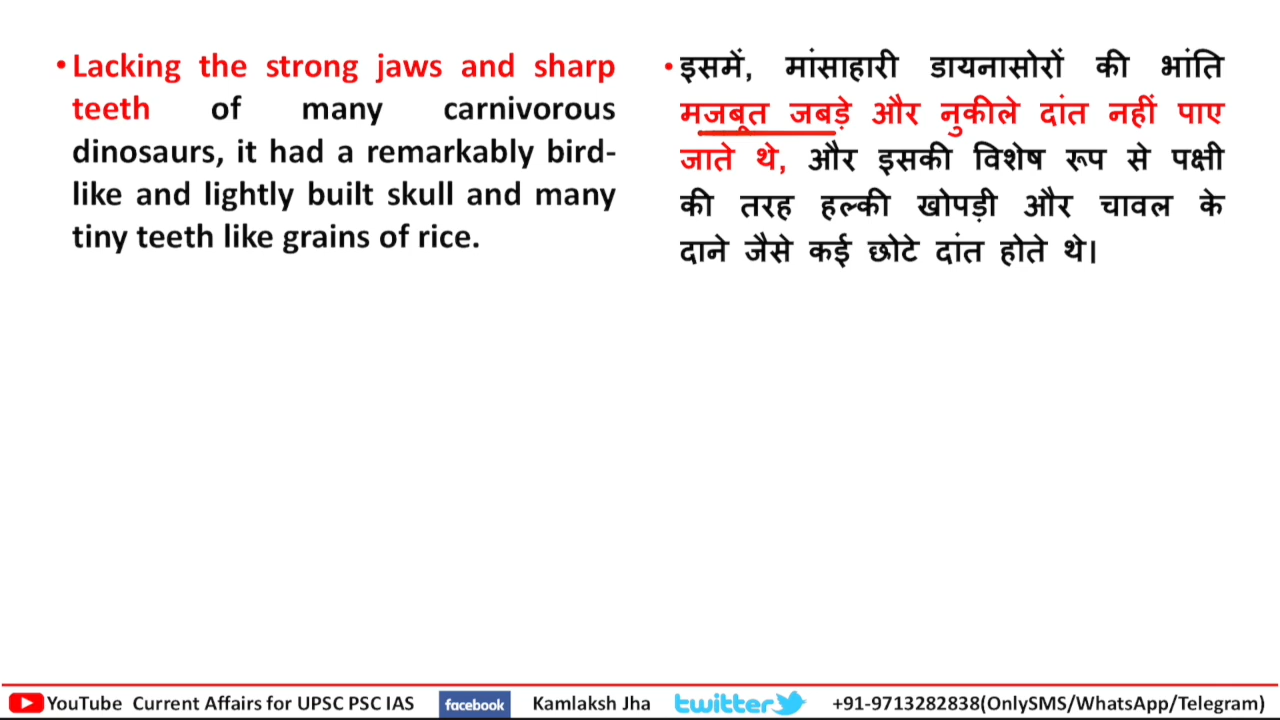 •Lacking the strong jaws and sharp
teeth of many carnivorous
dinosaurs, it had a remarkably bird-
like and lightly built skull and many
tiny teeth like grains of rice.
•इसमें, मांसाहारी डायनासोरों की भांति
मजबूत जबड़े और नुकीले दांत नहीं पाए
जाते थे, और इसकी विशेष रूप से पक्षी
की तरह हल्की खोपड़ी और चावल के
दाने जैसे कई छोटे दांत होते थे।
YouTube Current Affairs for UPSC PSC IAS facebook Kamlaksh Jha twitter +91-9713282838(OnlySMS/WhatsApp/Telegram)